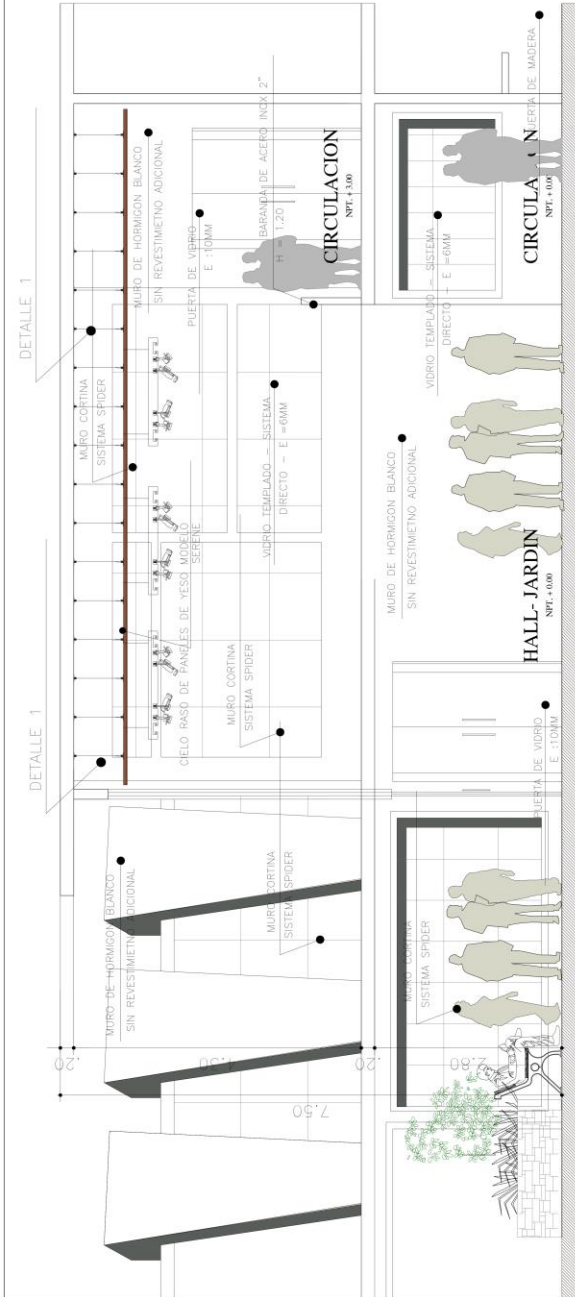 DETALLE 1
DETALLE 1
MURO CORTINA
SISTEMA SPIDER
MURO DE HORMIGON BLANCO
SIN REVESTIMIETNO ADICIONAL
MURO DE HORMIGON BLANCO
SIN REVESTIMIETNO ADICIONAL
CIELO RASO DE PANELES DE YESO MODELO
SERENE
PUERTA DE VIDRIO
E :10MM
BARANDA DE ACERO INOX 2"
H = 1.20
MURO CORTINA
SISTEMA SPIDER
VIDRIO TEMPLADO - SISTEMA
DIRECTO - E =6MM
MURO CORTINA
SISTEMA SPIDER
CIRCULACION
NPT. + 3.00
.20
4.30
.20
7.50
2.80
MURO DE HORMIGON BLANCO
SIN REVESTIMIETNO ADICIONAL
VIDRIO TEMPLADO - SISTEMA
DIRECTO - E =6MM
MURO CORTINA
SISTEMA SPIDER
PUERTA DE VIDRIO
E :10MM
HALL- JARDIN
NPT. + 0.00
CIRCULA N
NPT. + 0.00
PUERTA DE MADERA